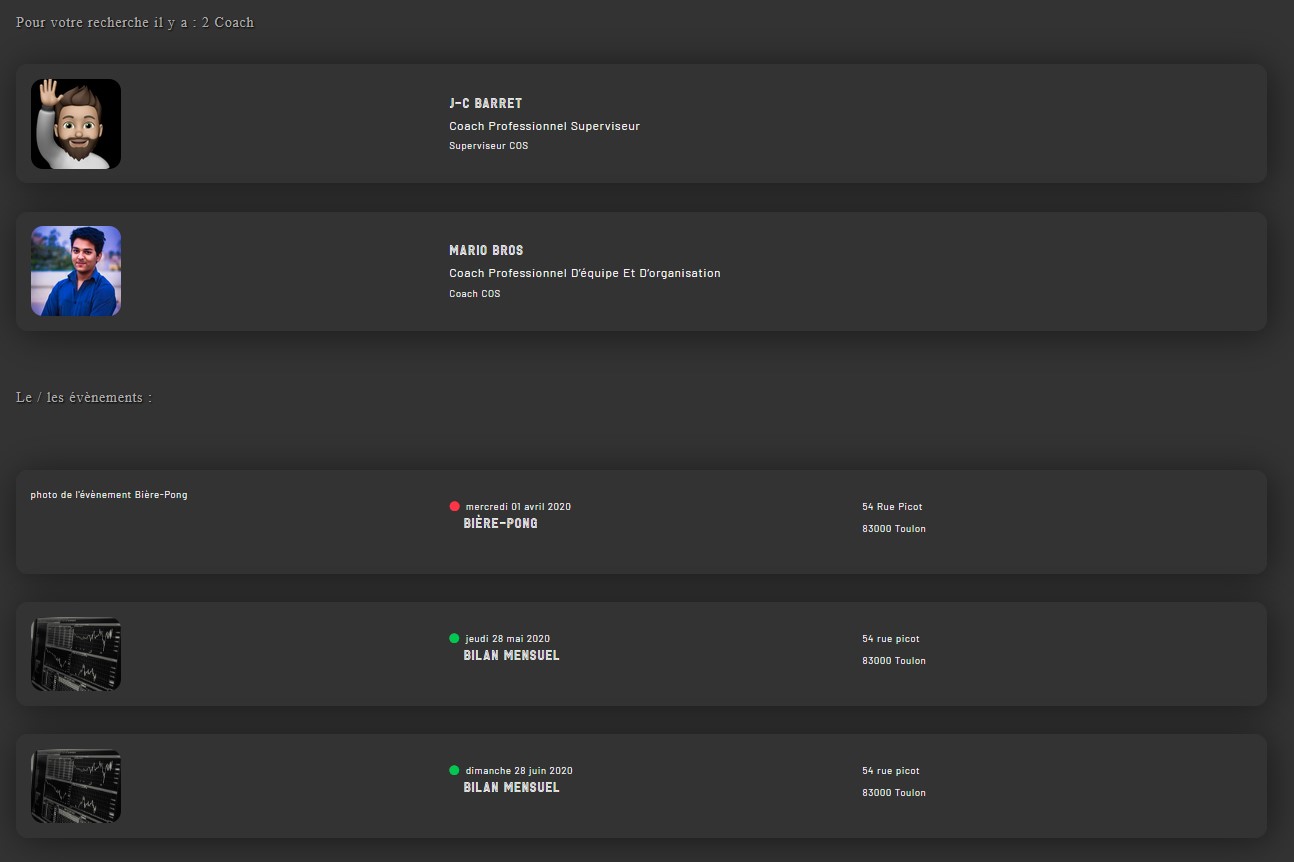 Pour votre recherche il y a : 2 Coach
J-C BARRET
Coach Professionnel Superviseur
Superviseur COS
MARIO BROS
Coach Professionnel D'équipe Et D'organisation
Coach COS
Le / les évènements :
photo de l'évènement Bière-Pong
mercredi 01 avril 2020
BIÈRE-PONG
54 Rue Picot
83000 Toulon
jeudi 28 mai 2020
BILAN MENSUEL
54 rue picot
83000 Toulon
dimanche 28 juin 2020
BILAN MENSUEL
54 rue picot
83000 Toulon